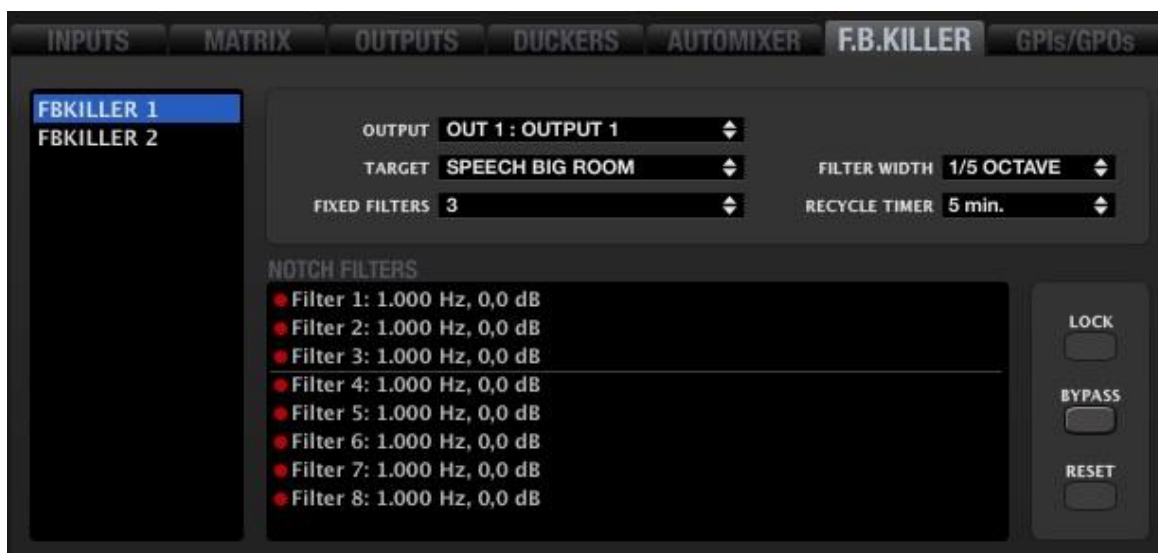 INPUTS MATRIX OUTPUTS DUCKERS AUTOMIXER F.B.KILLER GPIs/GPOs
FBKILLER 1
FBKILLER 2
OUTPUT OUT 1 : OUTPUT 1
TARGET SPEECH BIG ROOM FILTER WIDTH 1/5 OCTAVE
FIXED FILTERS 3 RECYCLE TIMER 5 min.
NOTCH FILTERS
Filter 1: 1.000 Hz, 0,0 dB
Filter 2: 1.000 Hz, 0,0 dB
Filter 3: 1.000 Hz, 0,0 dB
Filter 4: 1.000 Hz, 0,0 dB
Filter 5: 1.000 Hz, 0,0 dB
Filter 6: 1.000 Hz, 0,0 dB
Filter 7: 1.000 Hz, 0,0 dB
Filter 8: 1.000 Hz, 0,0 dB
LOCK
BYPASS
RESET